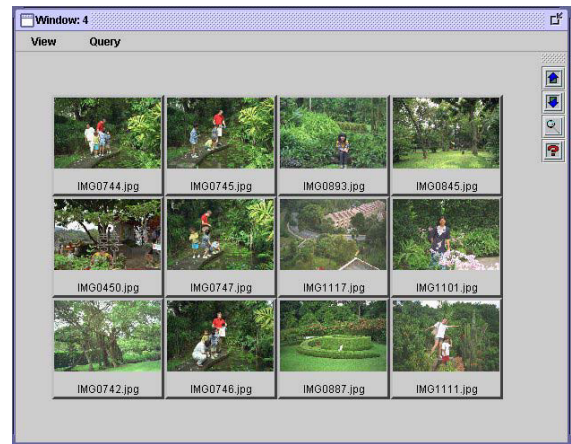 Window: 4
View Query
IMG0744.jpg IMG0745.jpg IMG0893.jpg IMG0845.jpg
IMG0450.jpg IMG0747.jpg IMG1117.jpg IMG1101.jpg
IMG0742.jpg IMG0746.jpg IMG0887.jpg IMG1111.jpg